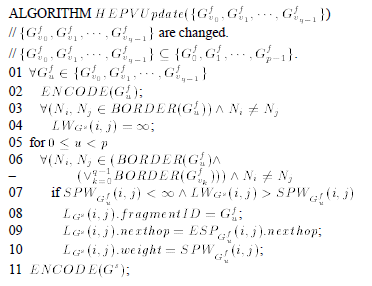 ALGORITHM HEPVUpdate({G^f_{v_0}, G^f_{v_1}, ⋯, G^f_{v_{q-1}}})
// {G^f_{v_0}, G^f_{v_1}, ⋯, G^f_{v_{q-1}}} are changed.
// {G^f_{v_0}, G^f_{v_1}, ⋯, G^f_{v_{q-1}}} ⊆ {G^f_0, G^f_1, ⋯, G^f_{p-1}}.
01 ∀G^f_u ∈ {G^f_{v_0}, G^f_{v_1}, ⋯, G^f_{v_{q-1}}}
02 ENCODE(G^f_u);
03 ∀(N_i, N_j ∈ BORDER(G^f_u)) ∧ N_i ≠ N_j
04 LW_{G^s}(i, j) = ∞;
05 for 0 ≤ u < p
06 ∀(N_i, N_j ∈ (BORDER(G^f_u) ∧
– (∨^{q-1}_{k=0} BORDER(G^f_{v_k}))) ∧ N_i ≠ N_j
07 if SPW_{G^f_u}(i, j) < ∞ ∧ LW_{G^s}(i, j) > SPW_{G^f_u}(i, j)
08 L_{G^s}(i, j).fragmentID = G^f_u;
09 L_{G^s}(i, j).nexthop = ESP_{G^f_u}(i, j).nexthop;
10 L_{G^s}(i, j).weight = SPW_{G^f_u}(i, j);
11 ENCODE(G^s);